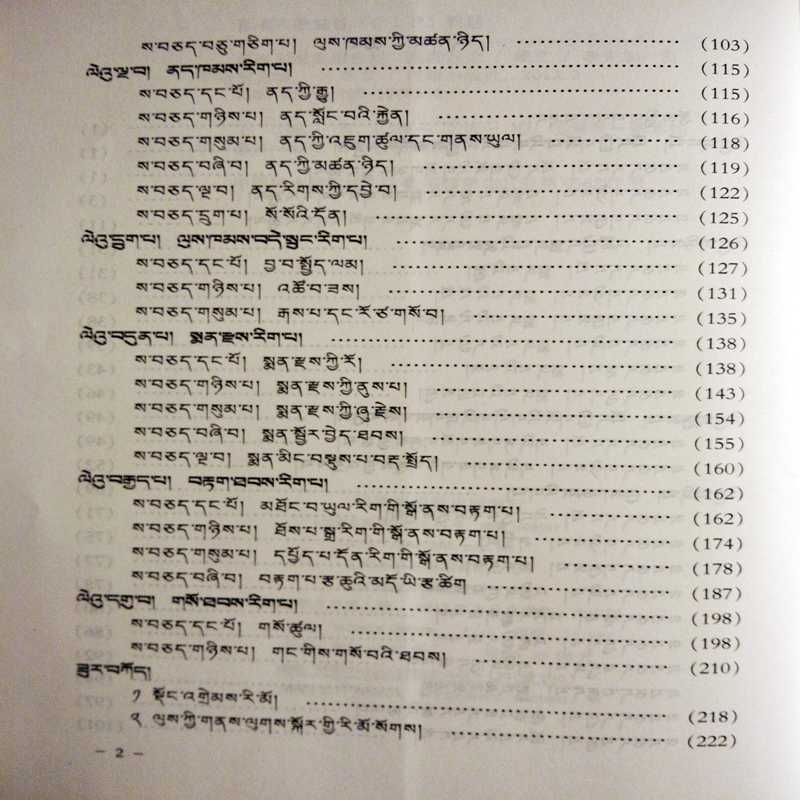 ས་བཅད་བཅུ་གཅིག་པ། ལུས་ཁམས་ཀྱི་མཚན་ཉིད། (103)
ལེའུ་ལྔ་བ། ནད་ཁམས་རིག་པ། (115)
ས་བཅད་དང་པོ། ནད་ཀྱི་རྒྱུ། (115)
ས་བཅད་གཉིས་པ། ནད་སློང་བའི་རྐྱེན། (116)
ས་བཅད་གསུམ་པ། ནད་ཀྱི་འཇུག་ཚུལ་དང་གནས་ཡུལ། (118)
ས་བཅད་བཞི་བ། ནད་ཀྱི་མཚན་ཉིད། (119)
ས་བཅད་ལྔ་བ། ནད་རིགས་ཀྱི་དབྱེ་བ། (122)
ས་བཅད་དྲུག་པ། སོ་སོའི་དོན། (125)
ལེའུ་དྲུག་པ། ལུས་ཁམས་བདེ་སྲུང་རིག་པ། (126)
ས་བཅད་དང་པོ། བྱ་བ་སྤྱོད་ལམ། (127)
ས་བཅད་གཉིས་པ། འཚོ་བ་ཟས། (131)
ས་བཅད་གསུམ་པ། རྒས་པ་དང་རོ་ཙ་གསོ་བ། (135)
ལེའུ་བདུན་པ། སྨན་རྫས་རིག་པ། (138)
ས་བཅད་དང་པོ། སྨན་རྫས་ཀྱི་རོ། (138)
ས་བཅད་གཉིས་པ། སྨན་རྫས་ཀྱི་ནུས་པ། (143)
ས་བཅད་གསུམ་པ། སྨན་རྫས་ཀྱི་ཞུ་རྗེས། (154)
ས་བཅད་བཞི་བ། སྨན་སྦྱོར་བྱེད་ཐབས། (155)
ས་བཅད་ལྔ་བ། སྨན་མིང་བསྡུས་པ་བརྡ་སྤྲོད། (160)
ལེའུ་བརྒྱད་པ། བརྟག་ཐབས་རིག་པ། (162)
ས་བཅད་དང་པོ། མཐོང་བ་ཡུལ་རིག་གི་སྒོ་ནས་བརྟག་པ། (162)
ས་བཅད་གཉིས་པ། ཐོས་པ་སྒྲ་རིག་གི་སྒོ་ནས་བརྟག་པ། (174)
ས་བཅད་གསུམ་པ། དཔྱོད་པ་དོན་རིག་གི་སྒོ་ནས་བརྟག་པ། (178)
ས་བཅད་བཞི་བ། བརྟག་པ་རྩ་ཆུའི་མདོ་ཡི་རྩ་ཚིག (187)
ལེའུ་དགུ་བ། གསོ་ཐབས་རིག་པ། (198)
ས་བཅད་དང་པོ། གསོ་ཚུལ། (198)
ས་བཅད་གཉིས་པ། གང་གིས་གསོ་བའི་ཐབས། (210)
ཟུར་བཀོད།
༡ སྡོང་འགྲེམས་རི་མོ། (218)
༢ ལུས་ཀྱི་གནས་ལུགས་སྐོར་གྱི་རི་མོ་སོགས། (222)
- 2 -